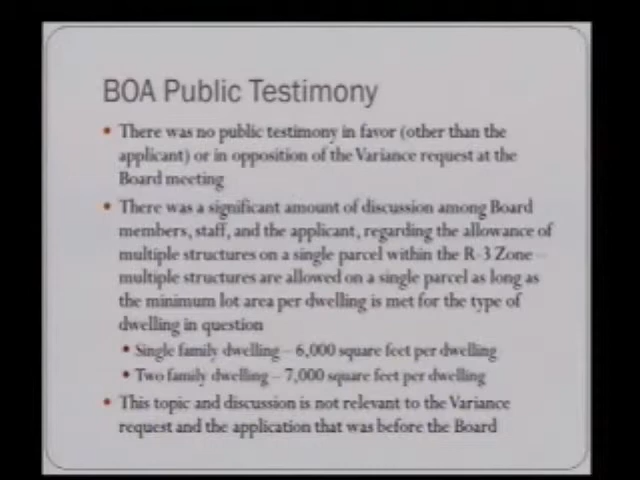 BOA Public Testimony
• There was no public testimony in favor (other than the
applicant) or in opposition of the Variance request at the
Board meeting
• There was a significant amount of discussion among Board
members, staff, and the applicant, regarding the allowance of
multiple structures on a single parcel within the R-3 Zone –
multiple structures are allowed on a single parcel as long as
the minimum lot area per dwelling is met for the type of
dwelling in question
• Single family dwelling – 6,000 square feet per dwelling
• Two family dwelling – 7,000 square feet per dwelling
• This topic and discussion is not relevant to the Variance
request and the application that was before the Board